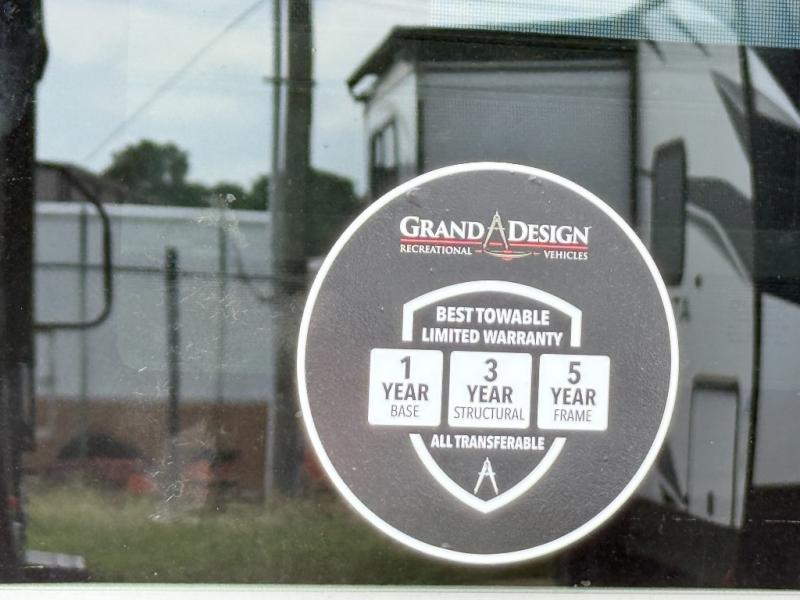 GRAND DESIGN
RECREATIONAL VEHICLES
BEST TOWABLE
LIMITED WARRANTY
1
YEAR
BASE
3
YEAR
STRUCTURAL
5
YEAR
FRAME
ALL TRANSFERABLE